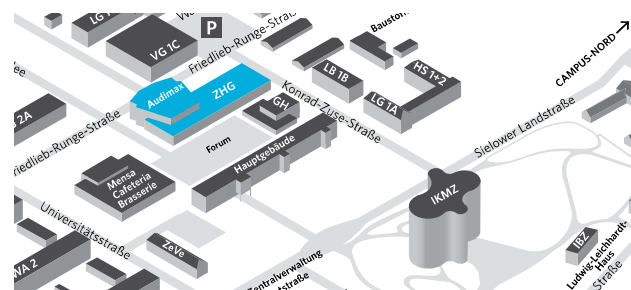 P
VG 1C
LG 1
Friedlieb-Runge-Straße
Baustoff
CAMPUS-NORD
Audimax
ZHG
LB 1B
HS 1+2
GH
LG 1A
Konrad-Zuse-Straße
2A
Friedlieb-Runge-Straße
Forum
Hauptgebäude
Sielower Landstraße
Mensa
Cafeteria
Brasserie
IKMZ
Universitätsstraße
ZeVe
WA 2
Zentralverwaltung
IBZ
Ludwig-Leichhardt-
Haus
Straße